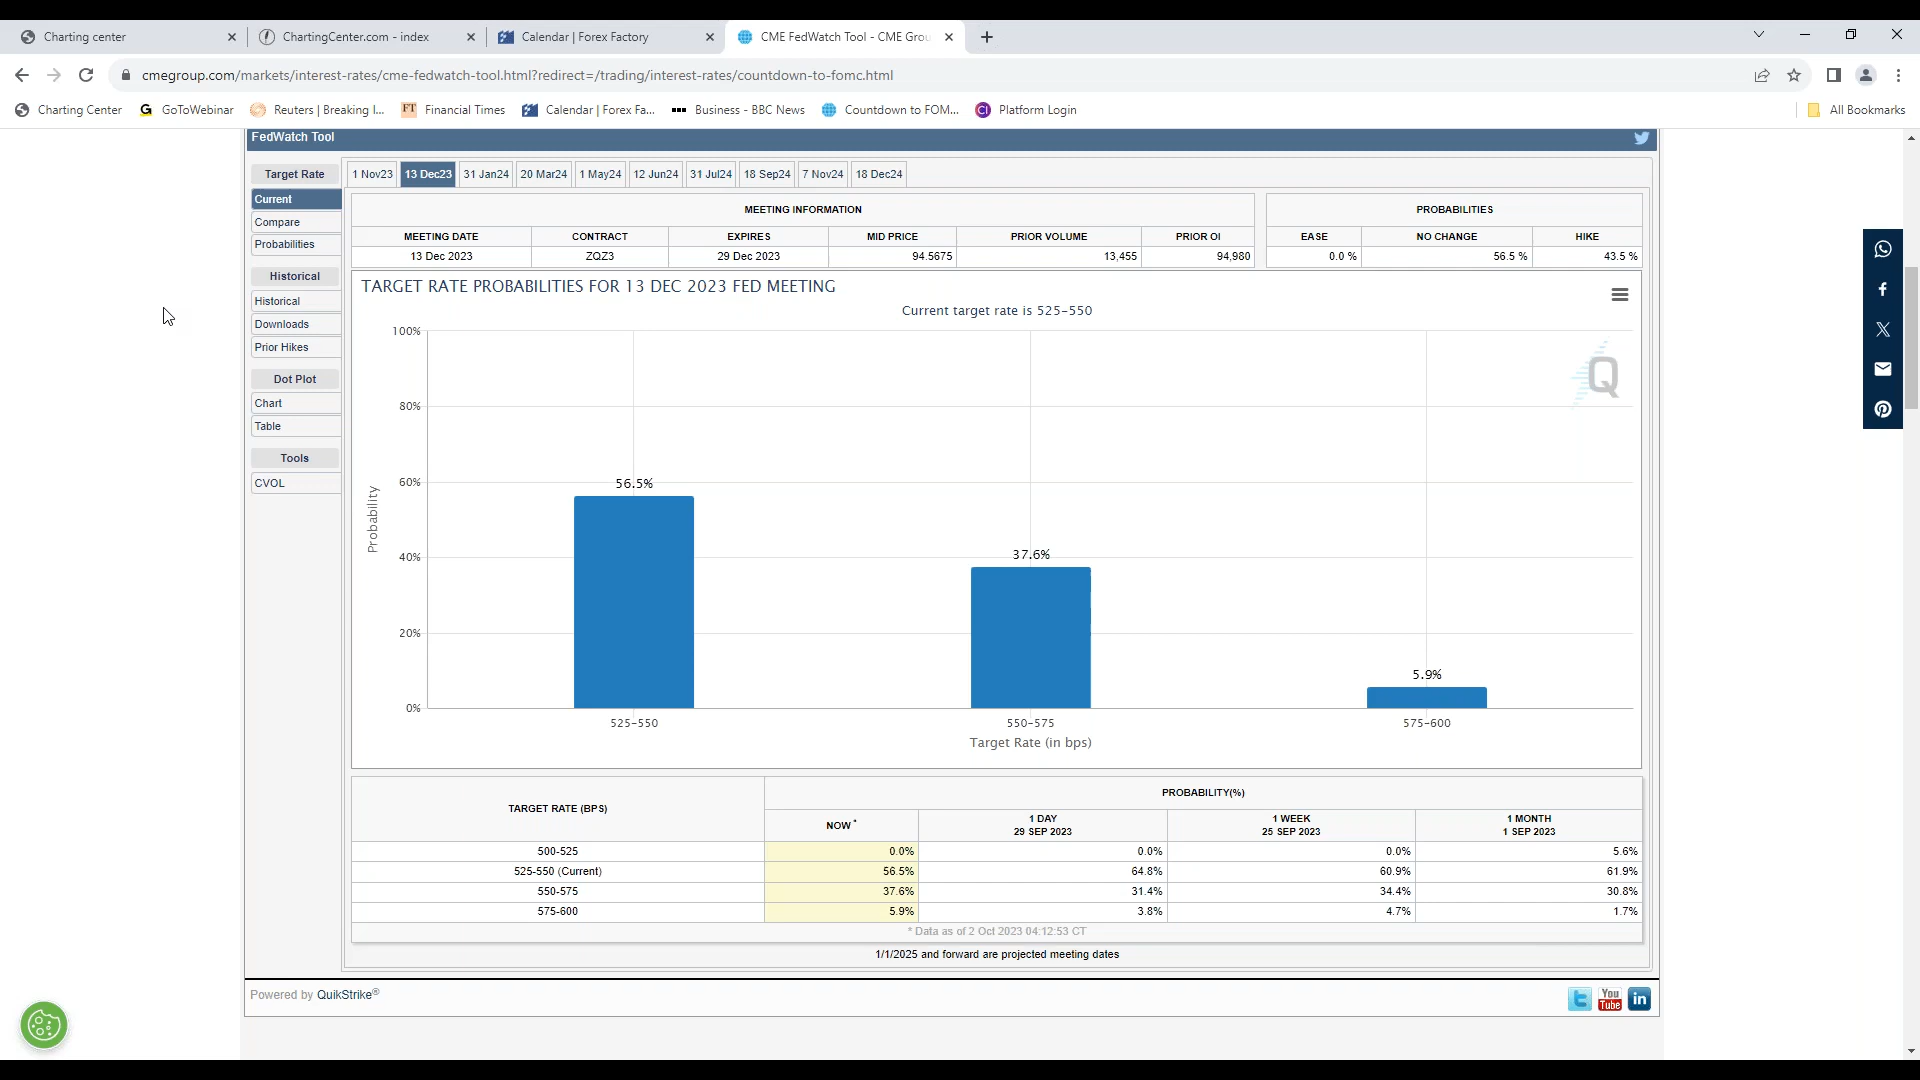 Charting center
ChartingCenter.com - index
Calendar | Forex Factory
CME FedWatch Tool - CME Grou
cmegroup.com/markets/interest-rates/cme-fedwatch-tool.html?redirect=/trading/interest-rates/countdown-to-fomc.html
Charting Center
G GoToWebinar
Reuters | Breaking I...
FT Financial Times
Calendar | Forex Fa...
Business - BBC News
Countdown to FOM...
CI Platform Login
All Bookmarks
FedWatch Tool
Target Rate
Current
Compare
Probabilities
Historical
Historical
Downloads
Prior Hikes
Dot Plot
Chart
Table
Tools
CVOL
1 Nov23 13 Dec23 31 Jan24 20 Mar24 1 May24 12 Jun24 31 Jul24 18 Sep24 7 Nov24 18 Dec24
MEETING INFORMATION
MEETING DATE CONTRACT EXPIRES MID PRICE PRIOR VOLUME PRIOR OI
13 Dec 2023 ZQZ3 29 Dec 2023 94.5675 13,455 94,980
PROBABILITIES
EASE NO CHANGE HIKE
0.0 % 56.5 % 43.5 %
TARGET RATE PROBABILITIES FOR 13 DEC 2023 FED MEETING
Current target rate is 525-550
Q
Probability
100%
80%
60%
40%
20%
0%
56.5%
37.6%
5.9%
525-550 550-575 575-600
Target Rate (in bps)
TARGET RATE (BPS) PROBABILITY(%)
NOW * 1 DAY 29 SEP 2023 1 WEEK 25 SEP 2023 1 MONTH 1 SEP 2023
500-525 0.0% 0.0% 0.0% 5.6%
525-550 (Current) 56.5% 64.8% 60.9% 61.9%
550-575 37.6% 31.4% 34.4% 30.8%
575-600 5.9% 3.8% 4.7% 1.7%
* Data as of 2 Oct 2023 04:12:53 CT
1/1/2025 and forward are projected meeting dates
Powered by QuikStrike®
You Tube
in